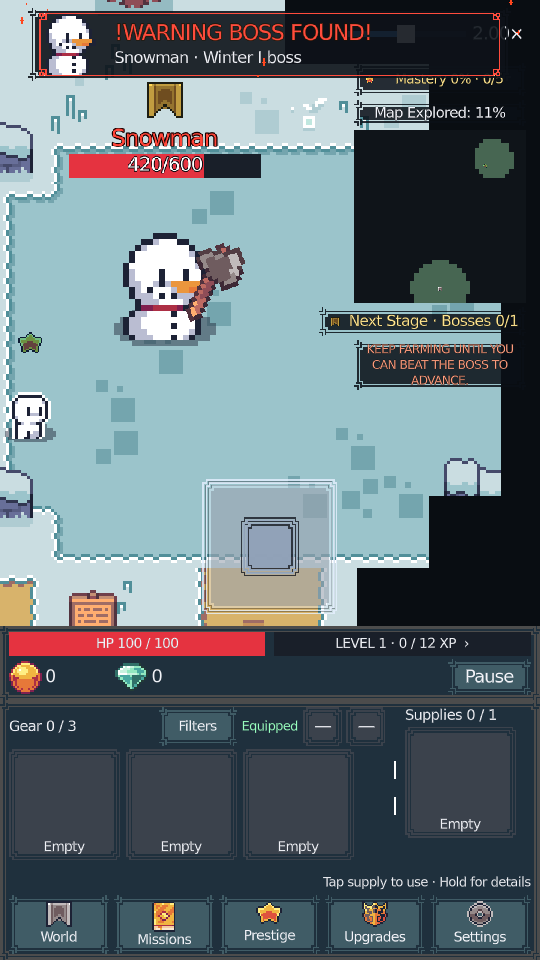 !WARNING BOSS FOUND!
Snowman · Winter I boss
2.00×
Mastery 0% · 0/5
Map Explored: 11%
Snowman
420/600
Next Stage · Bosses 0/1
KEEP FARMING UNTIL YOU
CAN BEAT THE BOSS TO
ADVANCE.
HP 100 / 100
LEVEL 1 · 0 / 12 XP ›
0
0
Pause
Gear 0 / 3
Filters
Equipped
—
—
Supplies 0 / 1
Empty
Empty
Empty
Empty
Tap supply to use · Hold for details
World
Missions
Prestige
Upgrades
Settings